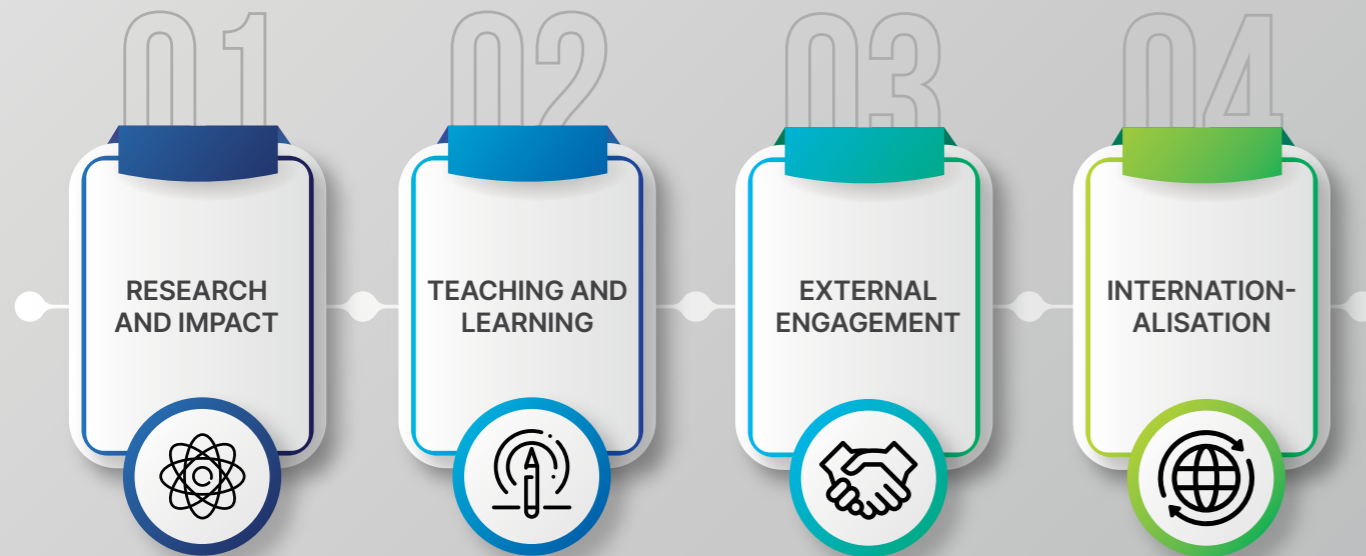 01
02
03
04
RESEARCH
AND IMPACT
TEACHING AND
LEARNING
EXTERNAL
ENGAGEMENT
INTERNATION-
ALISATION